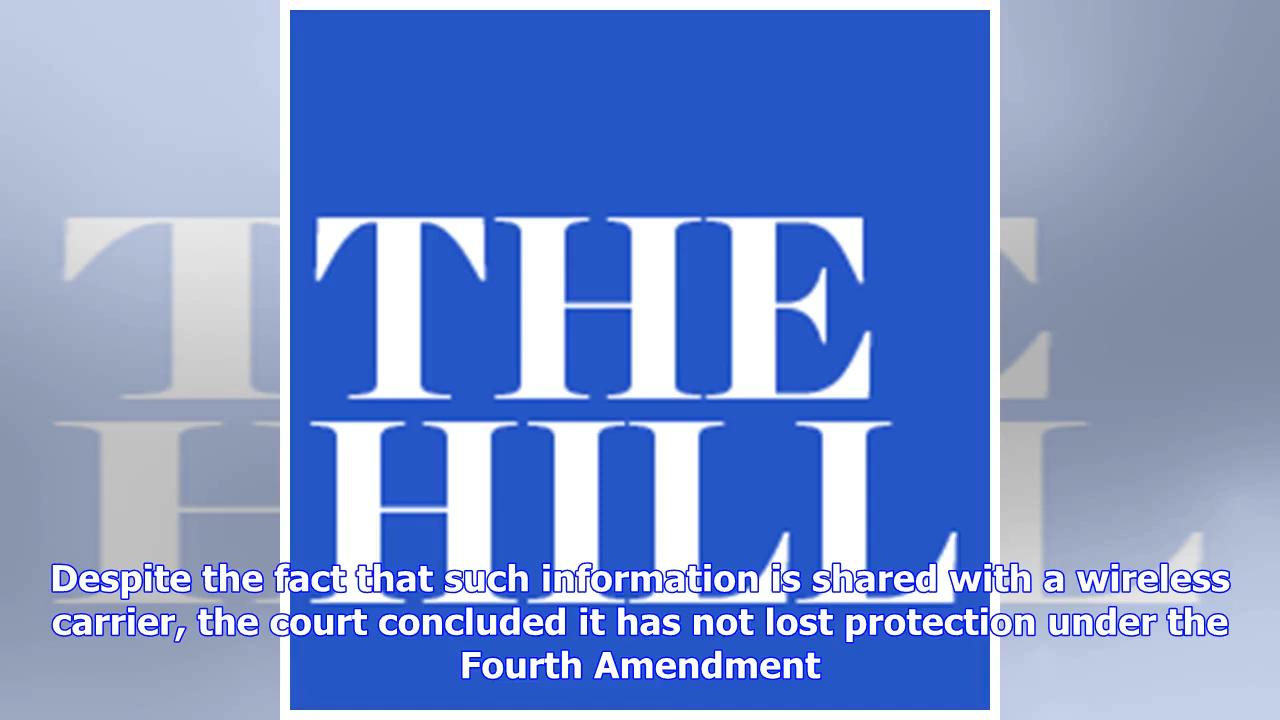 THE
HILL
Despite the fact that such information is shared with a wireless
carrier, the court concluded it has not lost protection under the
Fourth Amendment